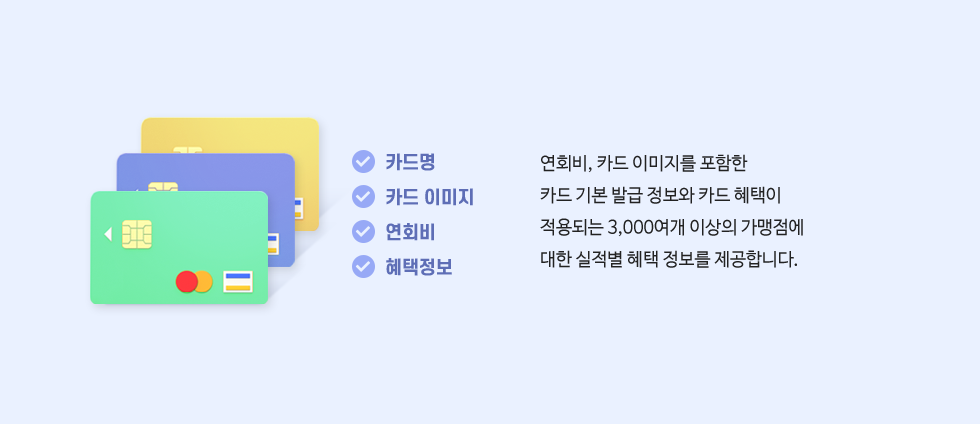 카드명
카드 이미지
연회비
혜택정보
연회비, 카드 이미지를 포함한
카드 기본 발급 정보와 카드 혜택이
적용되는 3,000여개 이상의 가맹점에
대한 실적별 혜택 정보를 제공합니다.